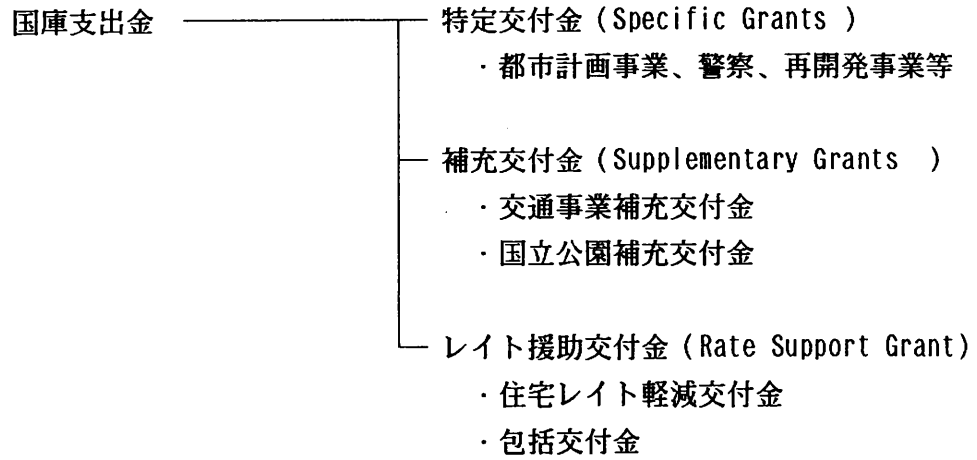 国庫支出金
特定交付金 (Specific Grants )
・都市計画事業、警察、再開発事業等
補充交付金 (Supplementary Grants )
・交通事業補充交付金
・国立公園補充交付金
レイト援助交付金 (Rate Support Grant)
・住宅レイト軽減交付金
・包括交付金